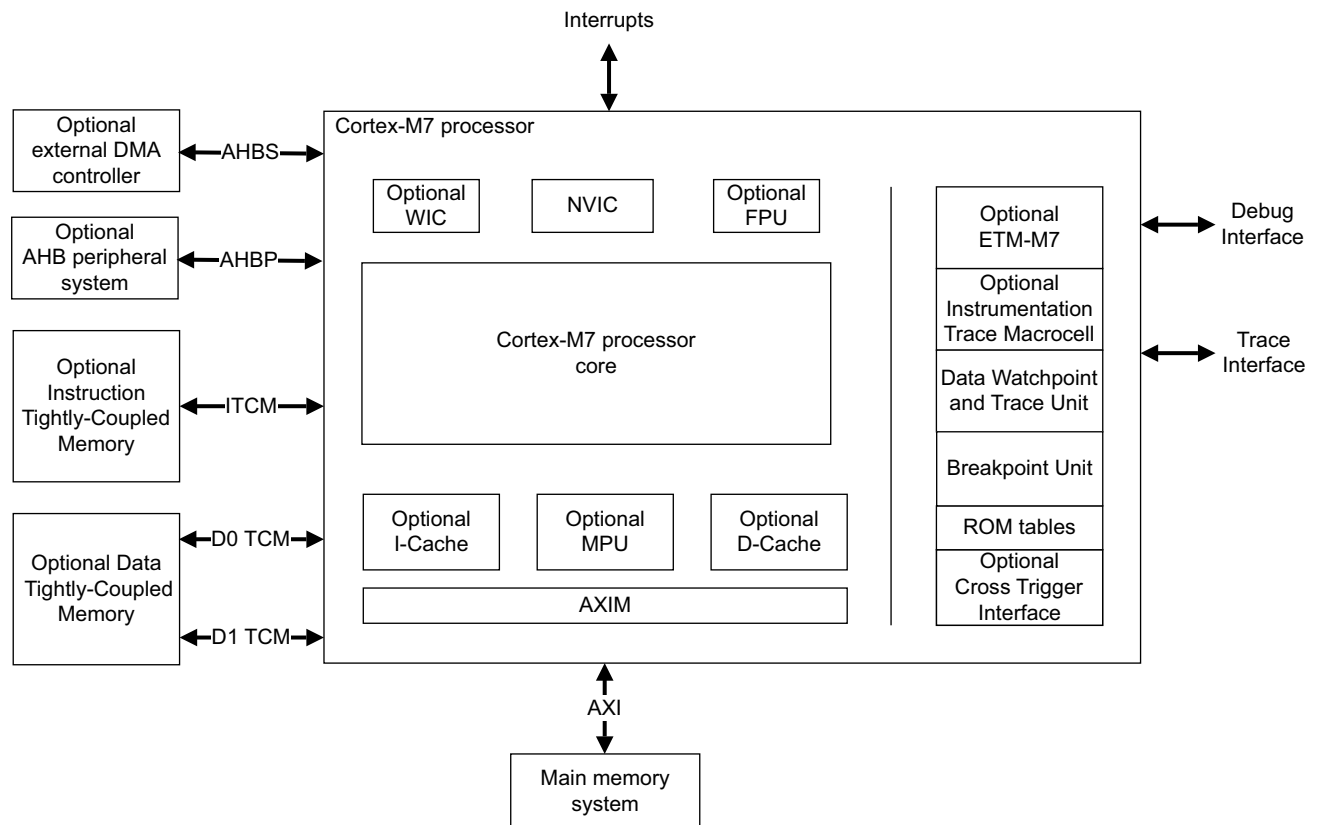 Interrupts
Cortex-M7 processor
Optional
external DMA
controller
AHBS
Optional
AHB peripheral
system
AHBP
Optional
Instruction
Tightly-Coupled
Memory
ITCM
Optional Data
Tightly-Coupled
Memory
D0 TCM
D1 TCM
Optional
WIC
NVIC
Optional
FPU
Cortex-M7 processor
core
Optional
I-Cache
Optional
MPU
Optional
D-Cache
AXIM
Optional
ETM-M7
Optional
Instrumentation
Trace Macrocell
Data Watchpoint
and Trace Unit
Breakpoint Unit
ROM tables
Optional
Cross Trigger
Interface
Debug
Interface
Trace
Interface
AXI
Main memory
system